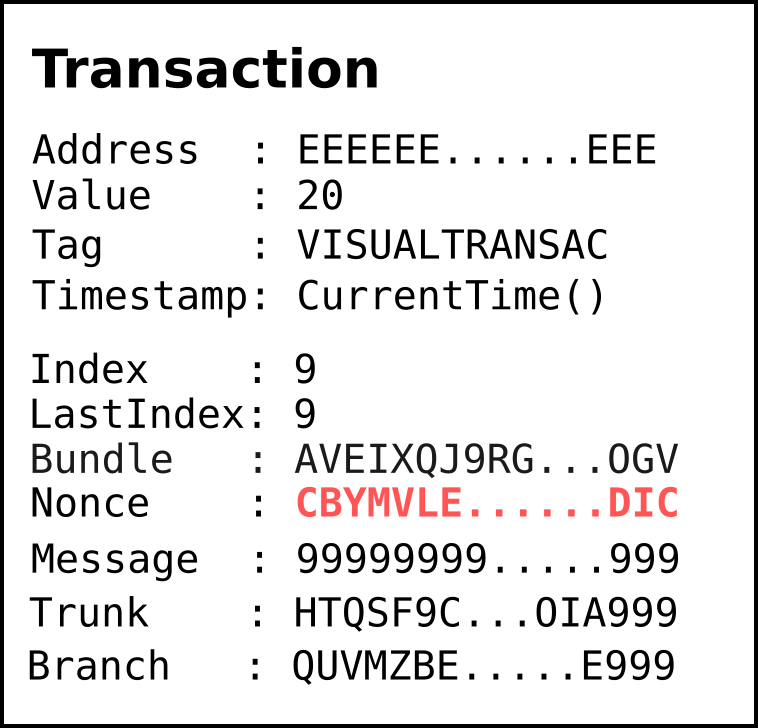 Transaction
Address  : EEEEEE......EEE
Value    : 20
Tag      : VISUALTRANSAC
Timestamp: CurrentTime()
Index    : 9
LastIndex: 9
Bundle   : AVEIXQJ9RG...OGV
Nonce    : CBYMVLE......DIC
Message  : 99999999.....999
Trunk    : HTQSF9C...OIA999
Branch   : QUVMZBE.....E999